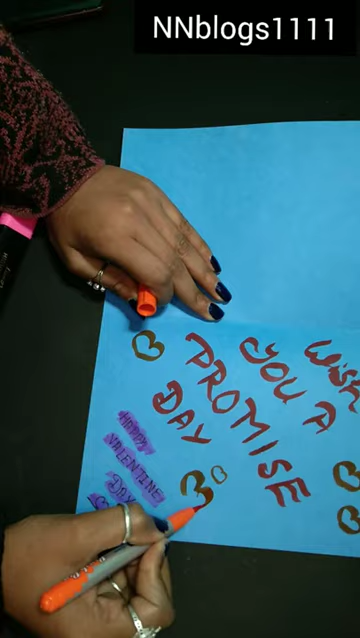 NNblogs1111
Wish
YOU A
PROMISE
DAY
HAPPY
VALENTINE
DAY